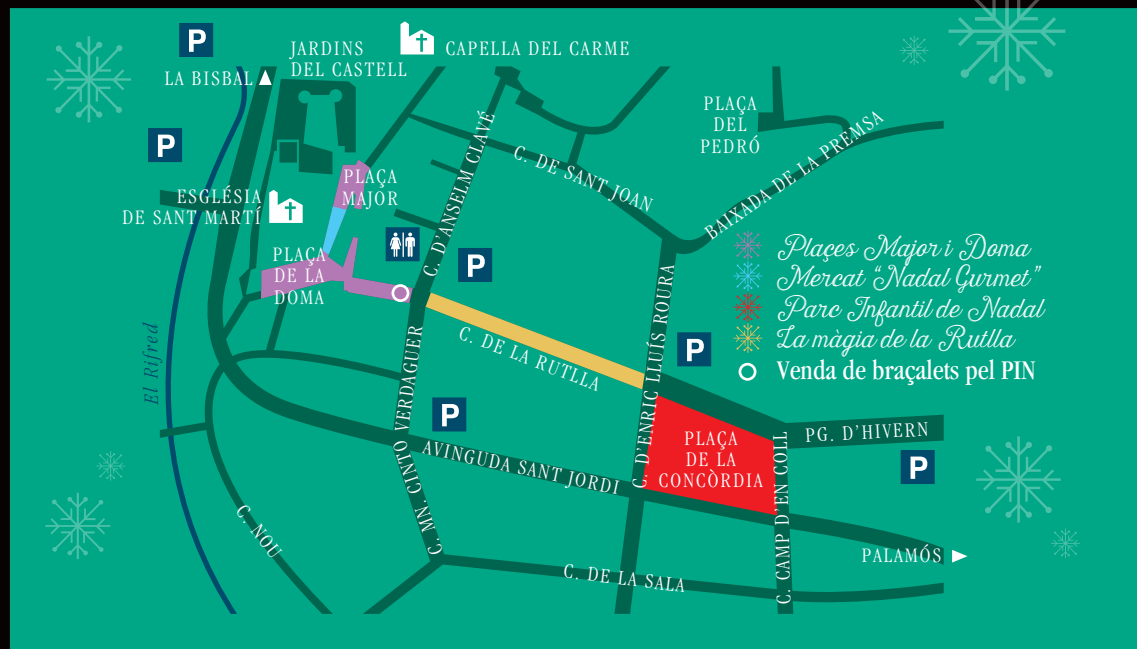 P
JARDINS
DEL CASTELL
CAPELLA DEL CARME
LA BISBAL
P
PLAÇA
DEL
PEDRÓ
BAIXADA DE LA PREMSA
C. D'ANSELM CLAVÉ
C. DE SANT JOAN
PLAÇA
MAJOR
ESGLÉSIA
DE SANT MARTÍ
PLAÇA
DE LA
DOMA
P
Plaçes Major i Doma
Mercat "Nadal Gurmet"
Parc Infantil de Nadal
La màgia de la Rutlla
Venda de braçalets pel PIN
El Rifred
C. DE LA RUTLLA
C. D'ENRIC LLUÍS ROURA
P
C. MN. CINTO VERDAGUER
P
AVINGUDA SANT JORDI
PLAÇA
DE LA
CONCÒRDIA
PG. D'HIVERN
P
C. CAMP D'EN COLL
C. NOU
PALAMÓS
C. DE LA SALA